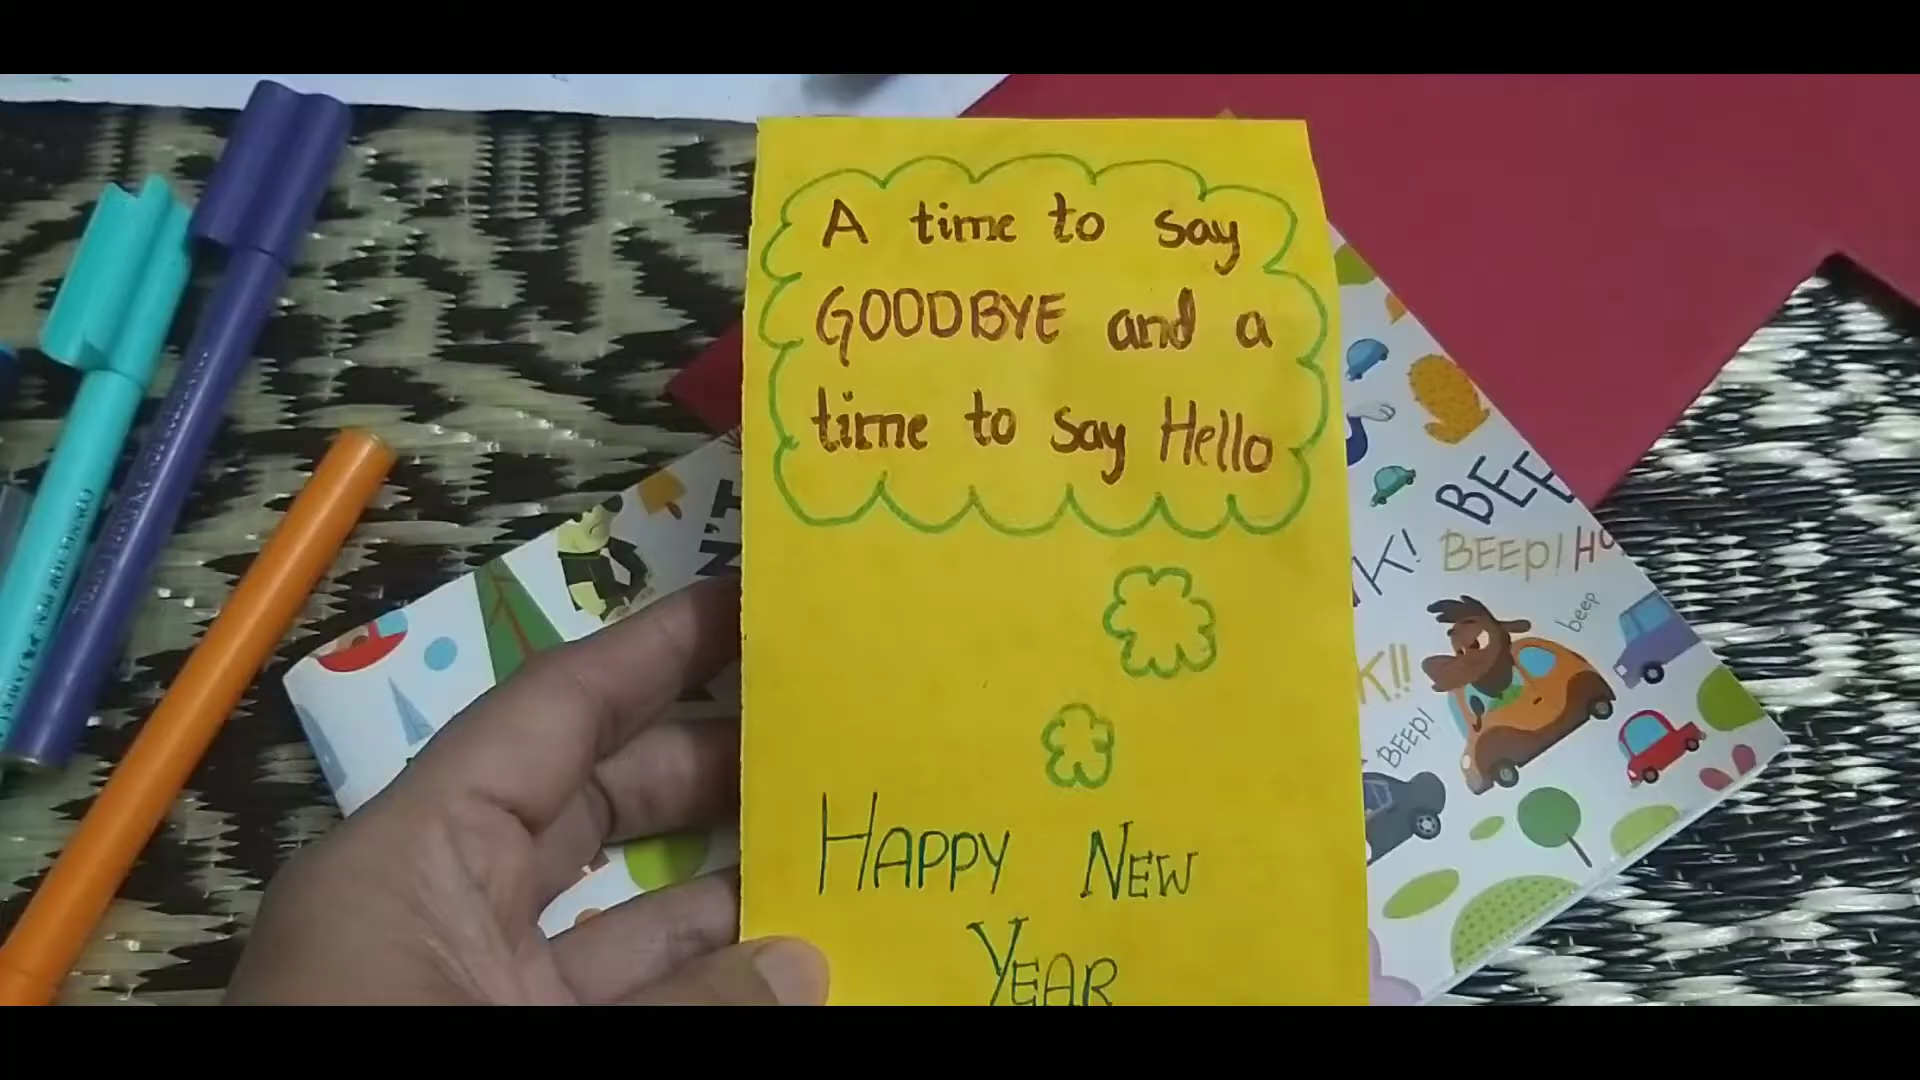 A time to say
GOODBYE and a
time to say Hello
HAPPY NEW
YEAR
BEEP! 
BEEP!
beep